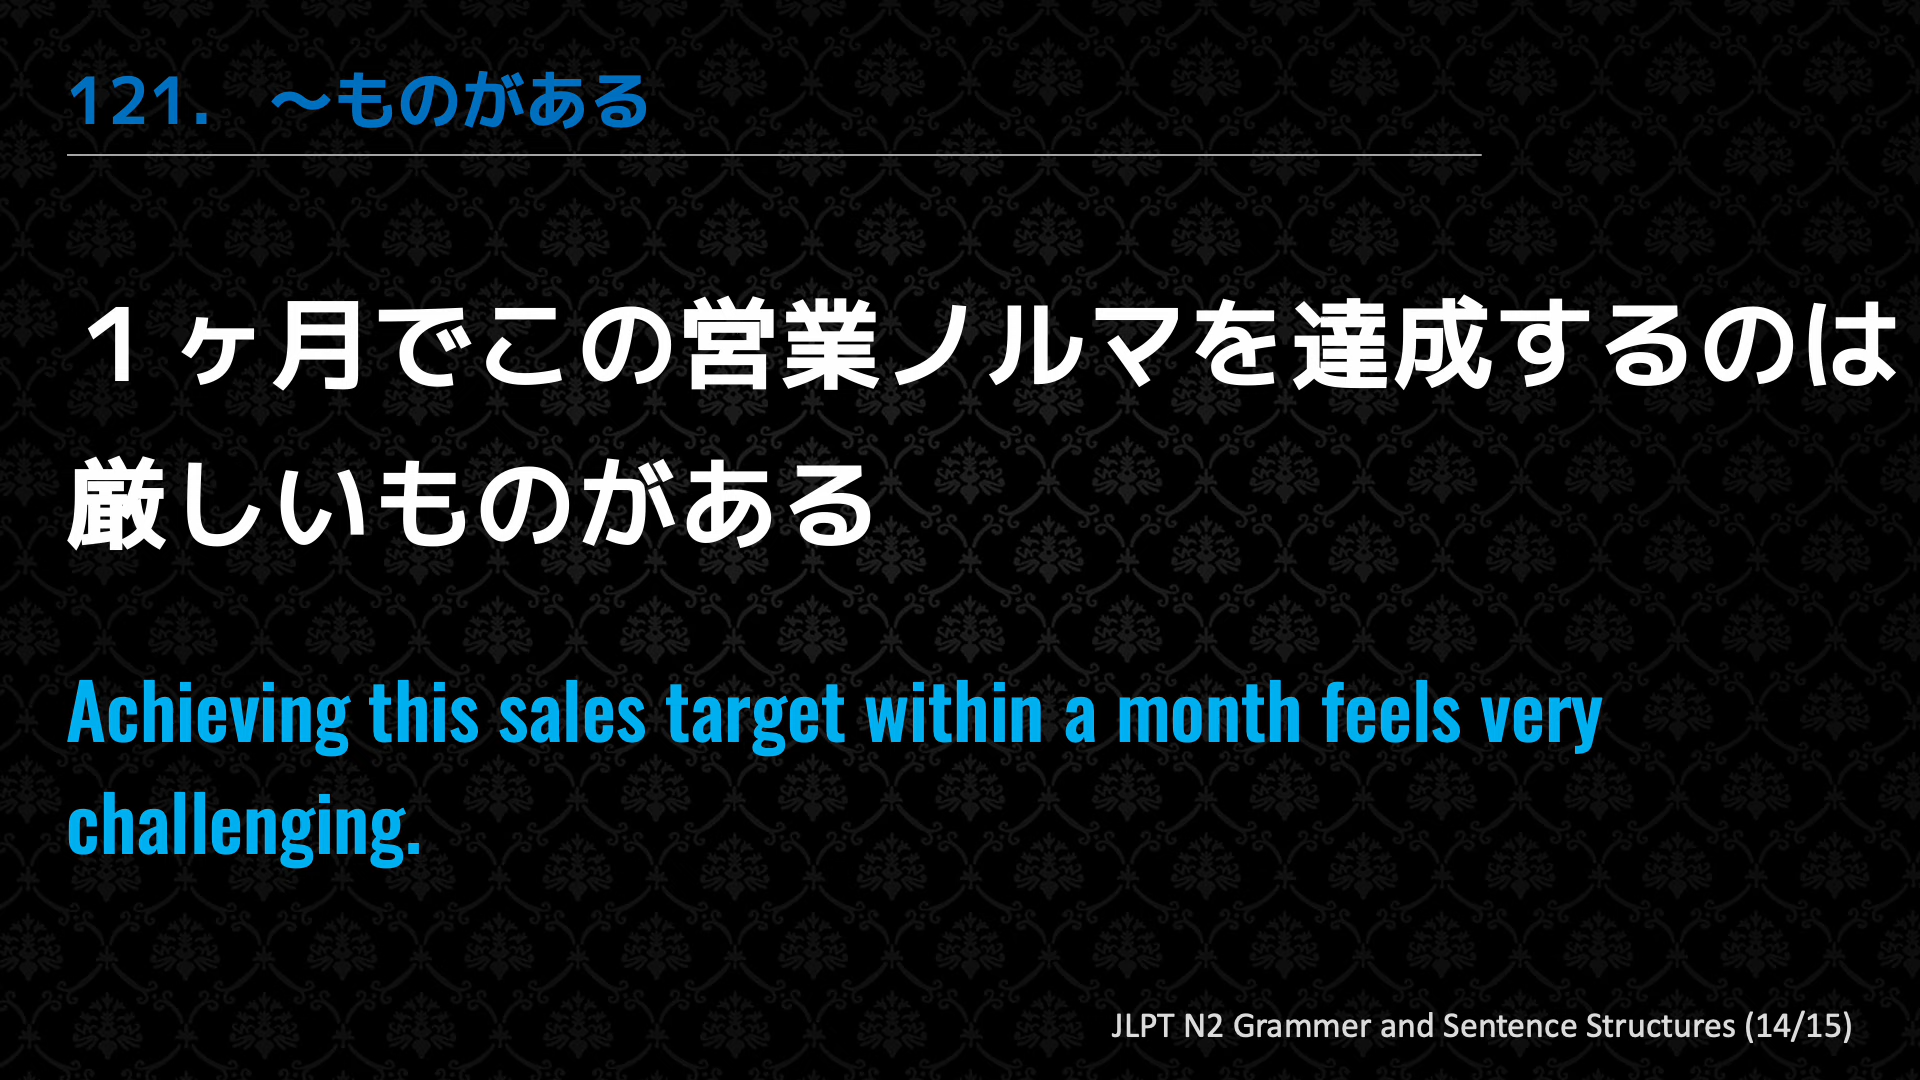 121.　～ものがある
１ヶ月でこの営業ノルマを達成するのは
厳しいものがある
Achieving this sales target within a month feels very
challenging.
JLPT N2 Grammer and Sentence Structures (14/15)